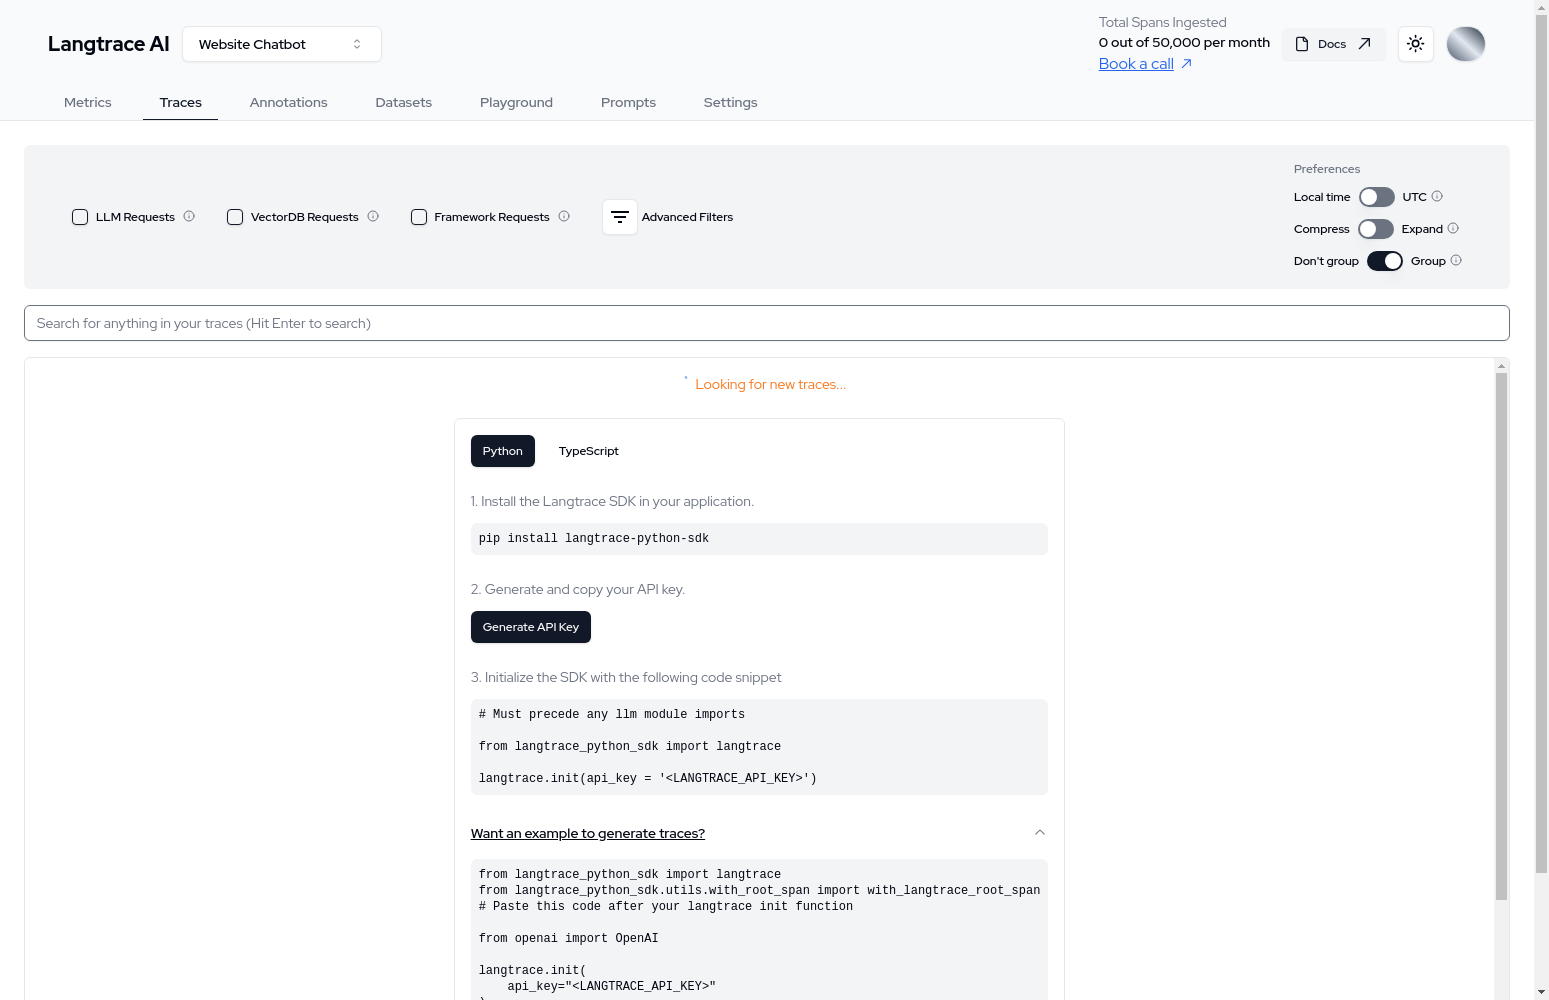 Langtrace AI
Website Chatbot
Total Spans Ingested
0 out of 50,000 per month
Book a call
Docs
Metrics
Traces
Annotations
Datasets
Playground
Prompts
Settings
LLM Requests
VectorDB Requests
Framework Requests
Advanced Filters
Preferences
Local time UTC
Compress Expand
Don't group Group
Search for anything in your traces (Hit Enter to search)
Looking for new traces...
Python
TypeScript
1. Install the Langtrace SDK in your application.
pip install langtrace-python-sdk
2. Generate and copy your API key.
Generate API Key
3. Initialize the SDK with the following code snippet
# Must precede any llm module imports
from langtrace_python_sdk import langtrace
langtrace.init(api_key = '<LANGTRACE_API_KEY>')
Want an example to generate traces?
from langtrace_python_sdk import langtrace
from langtrace_python_sdk.utils.with_root_span import with_langtrace_root_span
# Paste this code after your langtrace init function
from openai import OpenAI
langtrace.init(
    api_key="<LANGTRACE_API_KEY>"
)